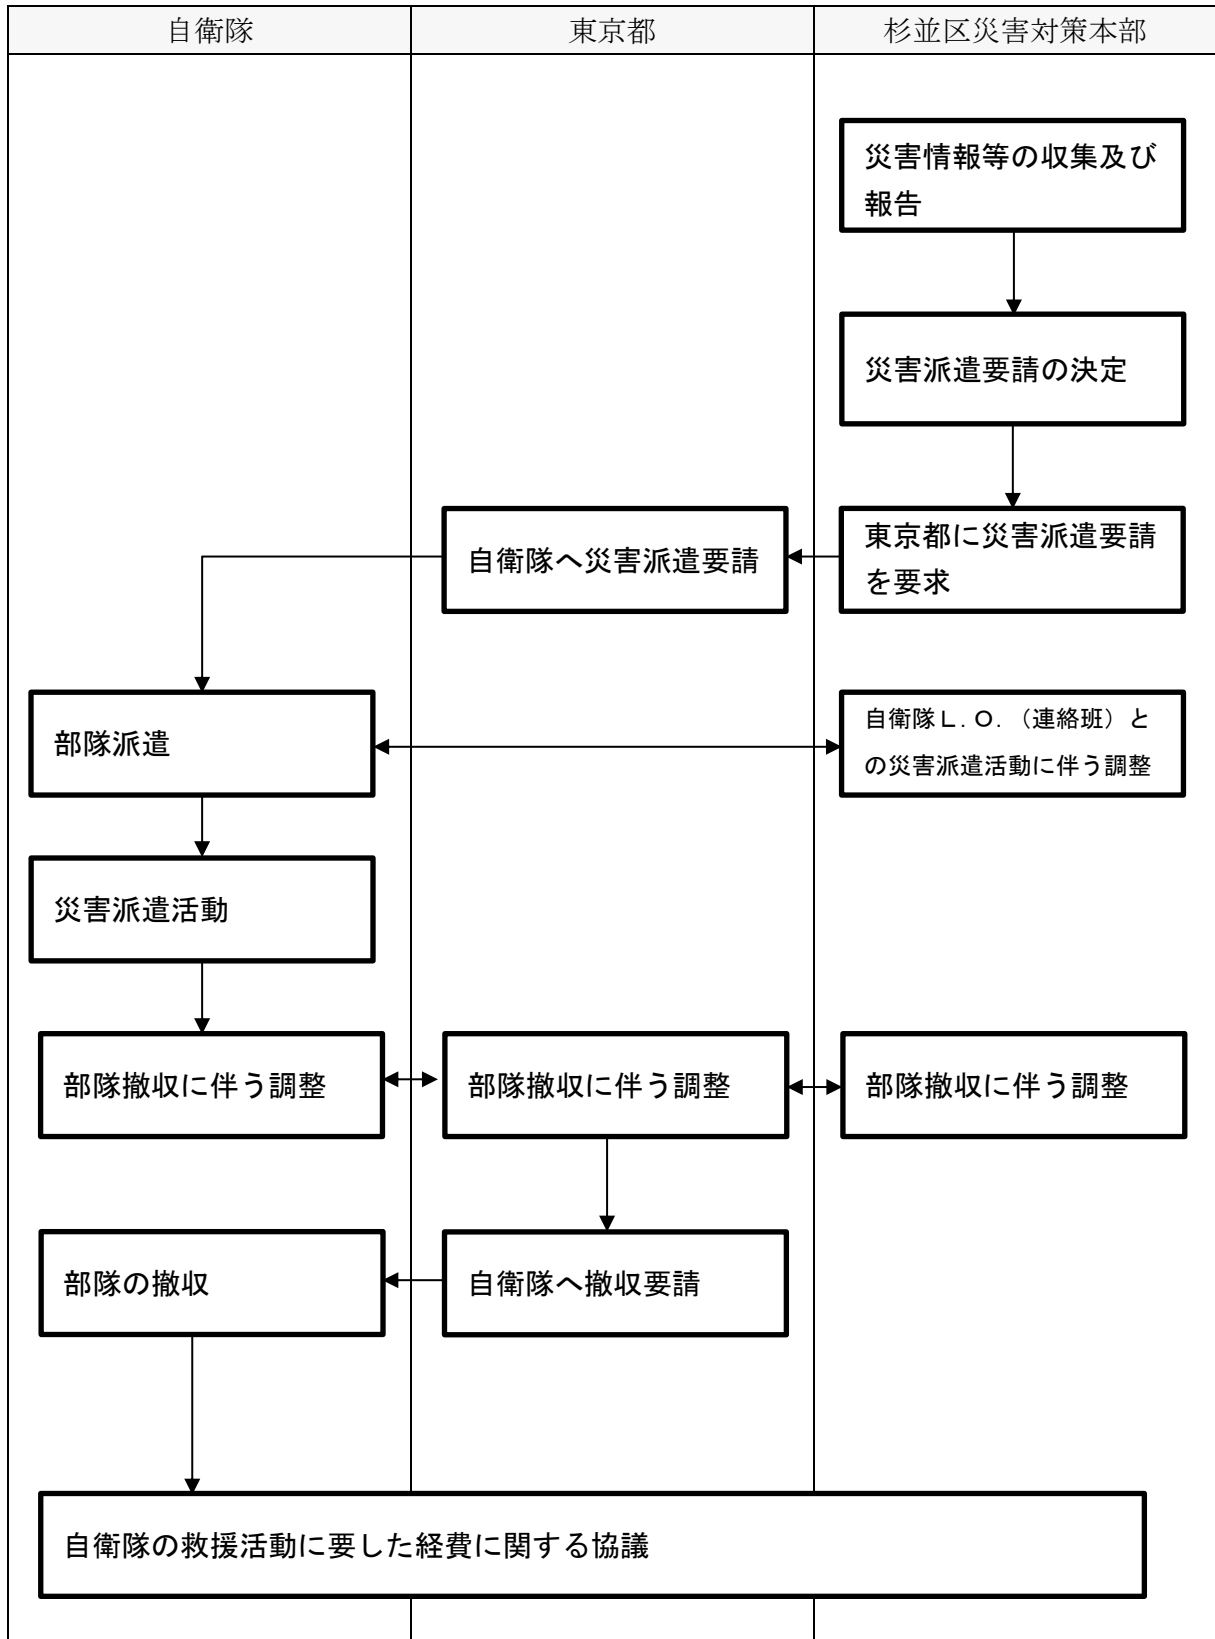 自衛隊
東京都
杉並区災害対策本部
災害情報等の収集及び
報告
災害派遣要請の決定
東京都に災害派遣要請
を要求
自衛隊へ災害派遣要請
部隊派遣
自衛隊Ｌ.Ｏ.（連絡班）と
の災害派遣活動に伴う調整
災害派遣活動
部隊撤収に伴う調整
部隊撤収に伴う調整
部隊撤収に伴う調整
部隊の撤収
自衛隊へ撤収要請
自衛隊の救援活動に要した経費に関する協議